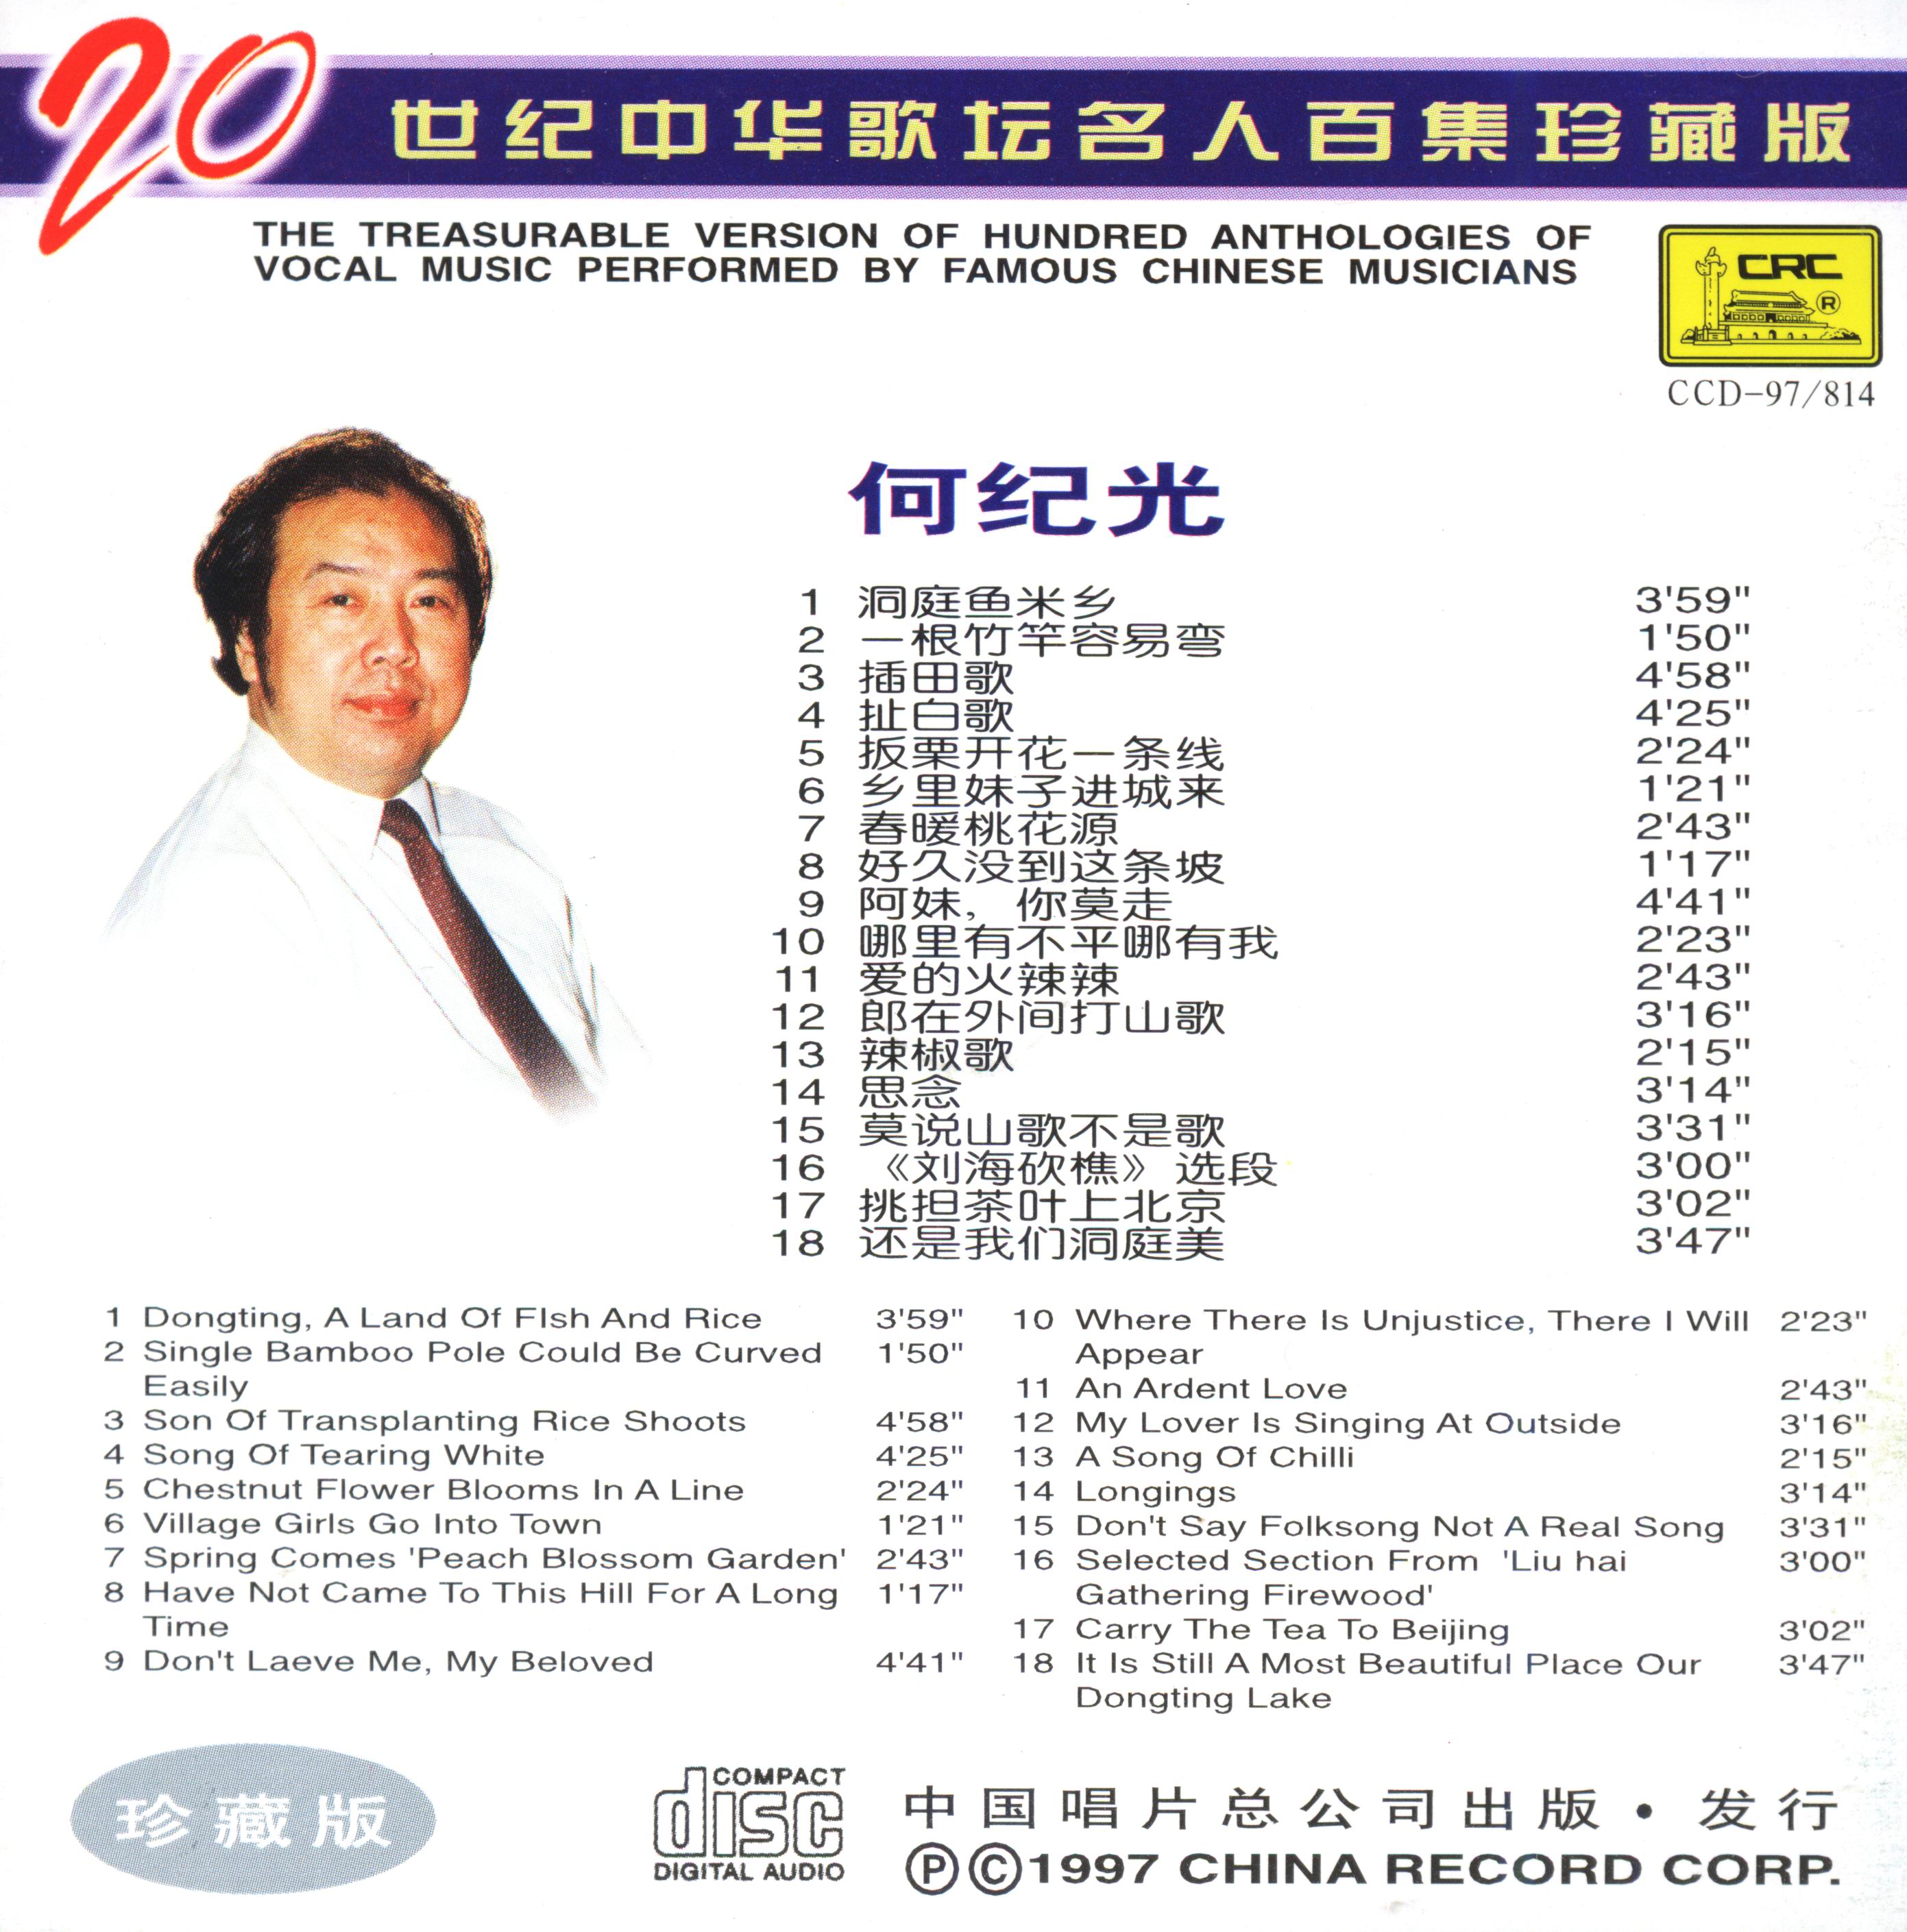 20世纪中华歌坛名人百集珍藏版
THE TREASURABLE VERSION OF HUNDRED ANTHOLOGIES OF
VOCAL MUSIC PERFORMED BY FAMOUS CHINESE MUSICIANS
CRC
®
CCD-97/814
何纪光
1 洞庭鱼米乡 3'59"
2 一根竹竿容易弯 1'50"
3 插田歌 4'58"
4 扯白歌 4'25"
5 扳栗开花一条线 2'24"
6 乡里妹子进城来 1'21"
7 春暖桃花源 2'43"
8 好久没到这条坡 1'17"
9 阿妹，你莫走 4'41"
10 哪里有不平哪有我 2'23"
11 爱的火辣辣 2'43"
12 郎在外间打山歌 3'16"
13 辣椒歌 2'15"
14 思念 3'14"
15 莫说山歌不是歌 3'31"
16 《刘海砍樵》选段 3'00"
17 挑担茶叶上北京 3'02"
18 还是我们洞庭美 3'47"
1 Dongting, A Land Of FIsh And Rice 3'59"
2 Single Bamboo Pole Could Be Curved 1'50"
Easily
3 Son Of Transplanting Rice Shoots 4'58"
4 Song Of Tearing White 4'25"
5 Chestnut Flower Blooms In A Line 2'24"
6 Village Girls Go Into Town 1'21"
7 Spring Comes 'Peach Blossom Garden' 2'43"
8 Have Not Came To This Hill For A Long 1'17"
Time
9 Don't Laeve Me, My Beloved 4'41"
10 Where There Is Unjustice, There I Will 2'23"
Appear
11 An Ardent Love 2'43"
12 My Lover Is Singing At Outside 3'16"
13 A Song Of Chilli 2'15"
14 Longings 3'14"
15 Don't Say Folksong Not A Real Song 3'31"
16 Selected Section From 'Liu hai 3'00"
Gathering Firewood'
17 Carry The Tea To Beijing 3'02"
18 It Is Still A Most Beautiful Place Our 3'47"
Dongting Lake
珍藏版
COMPACT
disc
DIGITAL AUDIO
中国唱片总公司出版·发行
ⓅⒸ1997 CHINA RECORD CORP.